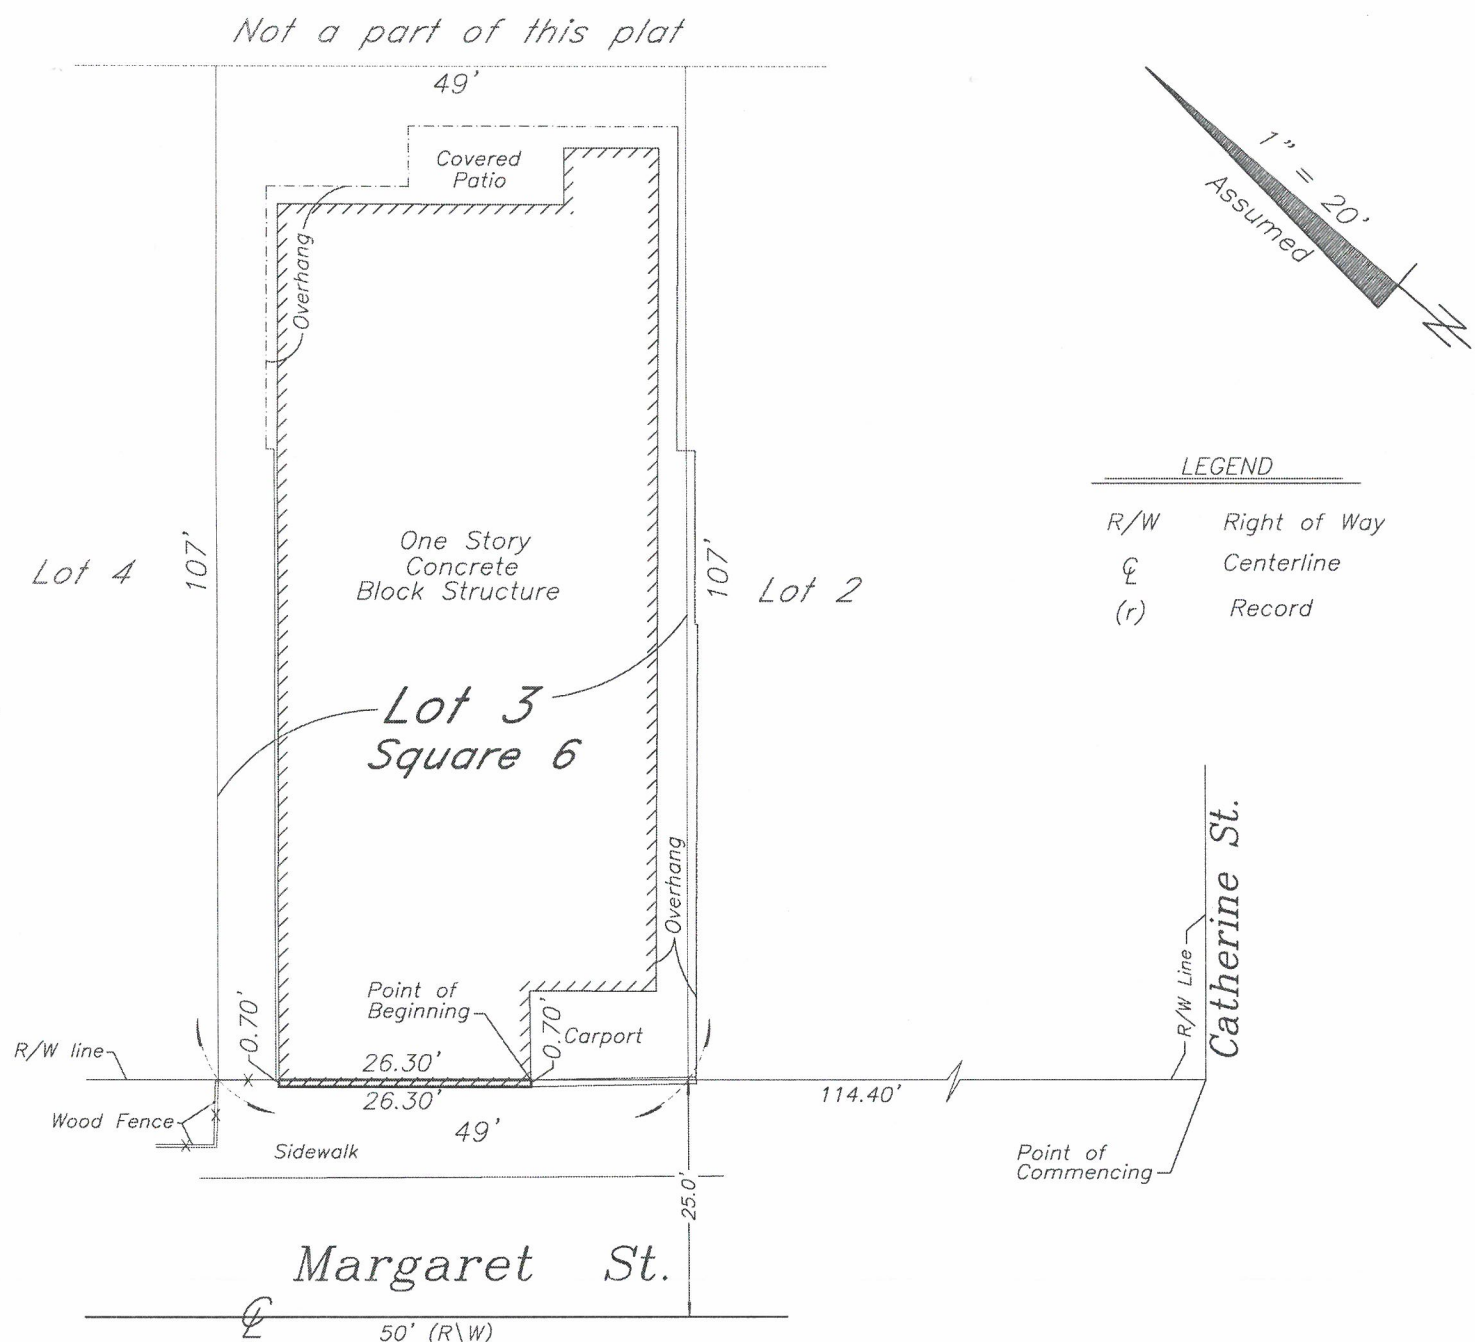 Not a part of this plat
49'
Covered
Patio
1" = 20'
Assumed
N
Overhang
LEGEND
R/W Right of Way
℄ Centerline
(r) Record
One Story
Concrete
Block Structure
107'
107'
Lot 4
Lot 2
Lot 3
Square 6
Catherine St.
R/W Line
Overhang
Point of
Beginning
0.70'
0.70'
Carport
R/W line
26.30'
26.30'
114.40'
Wood Fence
49'
Sidewalk
Point of
Commencing
25.0'
Margaret St.
℄
50' (R\W)